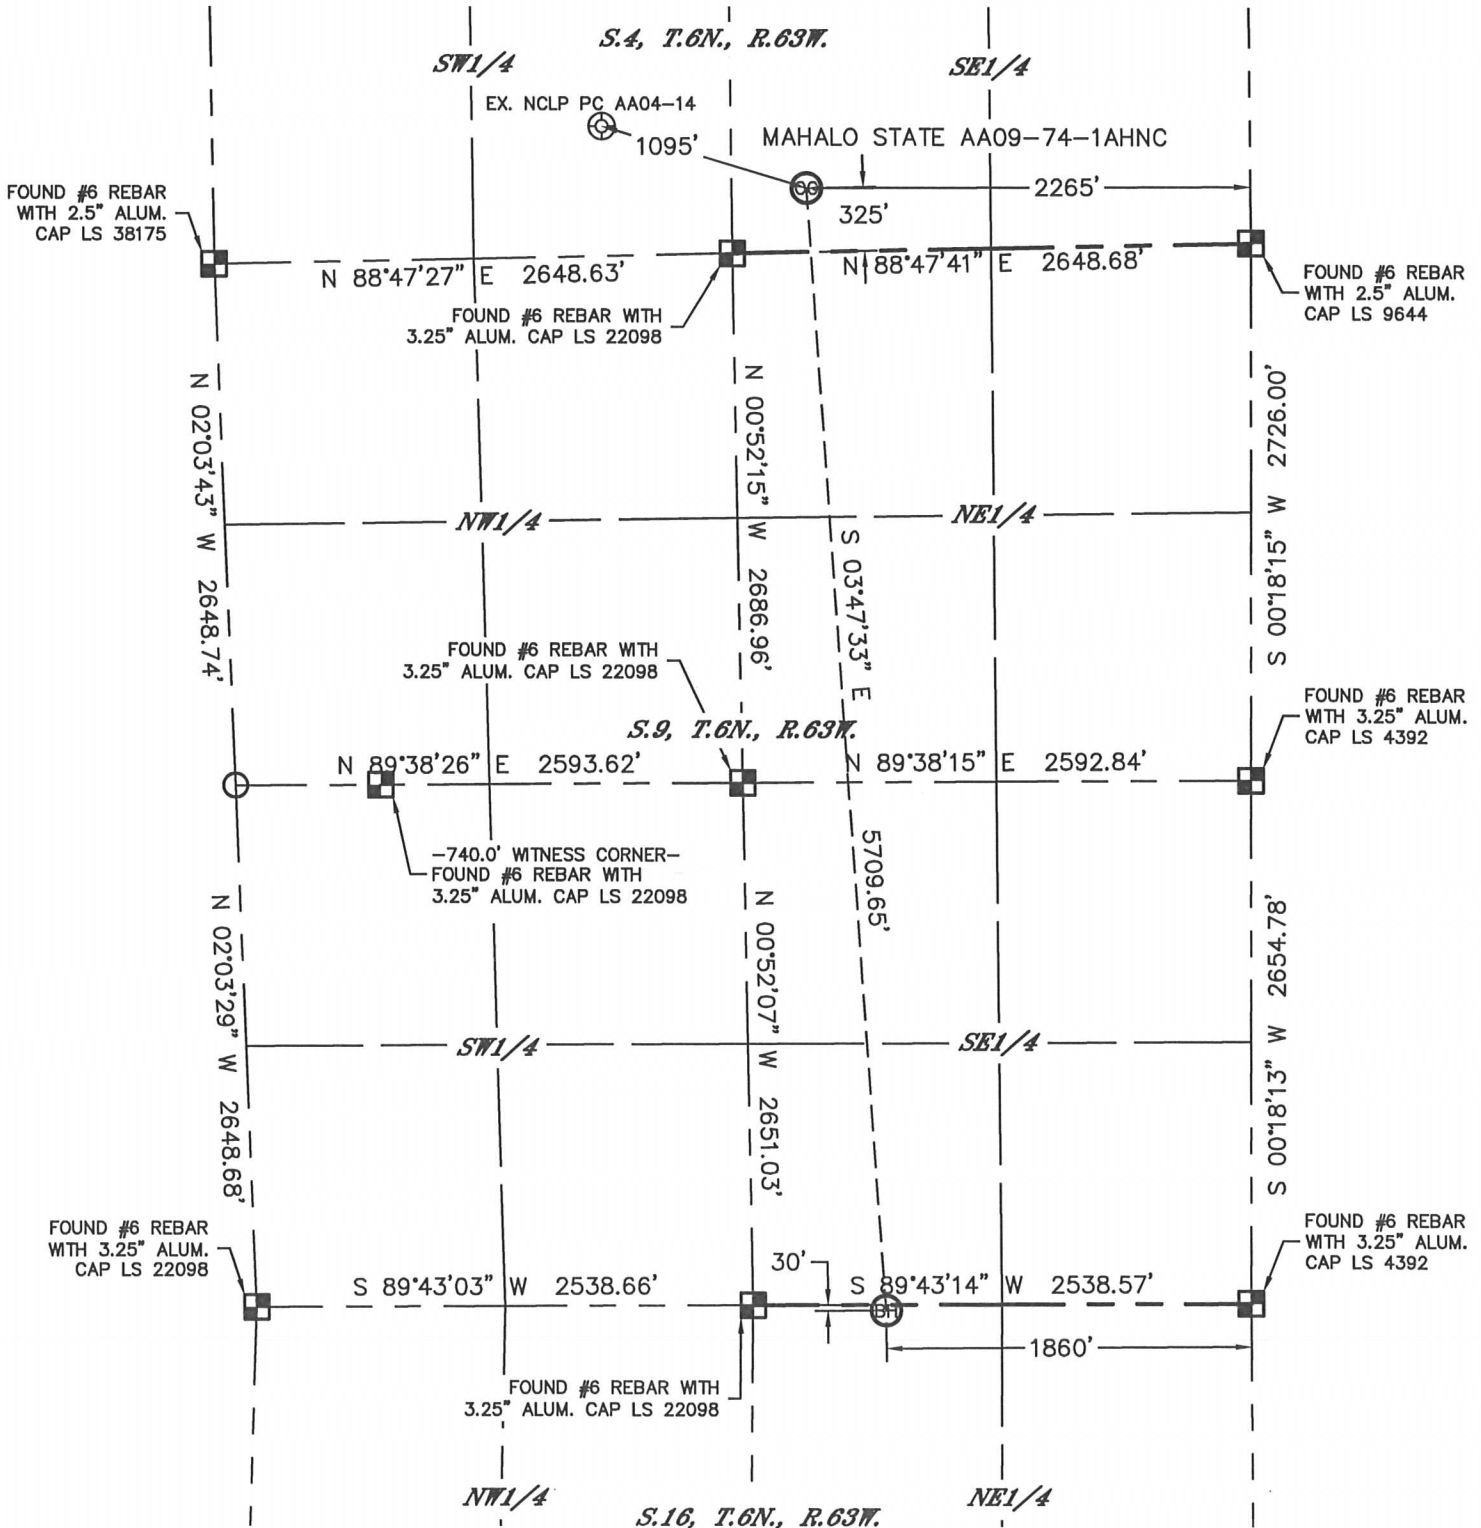 S.4, T.6N., R.63W.
SW1/4
SE1/4
EX. NCLP PC AA04-14
1095'
MAHALO STATE AA09-74-1AHNC
2265'
325'
FOUND #6 REBAR
WITH 2.5" ALUM.
CAP LS 38175
N 88°47'27" E 2648.63'
N 88°47'41" E 2648.68'
FOUND #6 REBAR
WITH 2.5" ALUM.
CAP LS 9644
FOUND #6 REBAR WITH
3.25" ALUM. CAP LS 22098
N 02°03'43" W 2648.74'
N 00°52'15" W 2686.96'
S 00°18'15" W 2726.00'
NW1/4
NE1/4
S 03°47'33" E 5709.65'
FOUND #6 REBAR WITH
3.25" ALUM. CAP LS 22098
S.9, T.6N., R.63W.
FOUND #6 REBAR
WITH 3.25" ALUM.
CAP LS 4392
N 89°38'26" E 2593.62'
N 89°38'15" E 2592.84'
-740.0' WITNESS CORNER-
FOUND #6 REBAR WITH
3.25" ALUM. CAP LS 22098
N 02°03'29" W 2648.68'
N 00°52'07" W 2651.03'
S 00°18'13" W 2654.78'
SW1/4
SE1/4
FOUND #6 REBAR
WITH 3.25" ALUM.
CAP LS 22098
30'
S 89°43'03" W 2538.66'
S 89°43'14" W 2538.57'
BH
FOUND #6 REBAR
WITH 3.25" ALUM.
CAP LS 4392
1860'
FOUND #6 REBAR WITH
3.25" ALUM. CAP LS 22098
NW1/4
NE1/4
S.16, T.6N., R.63W.